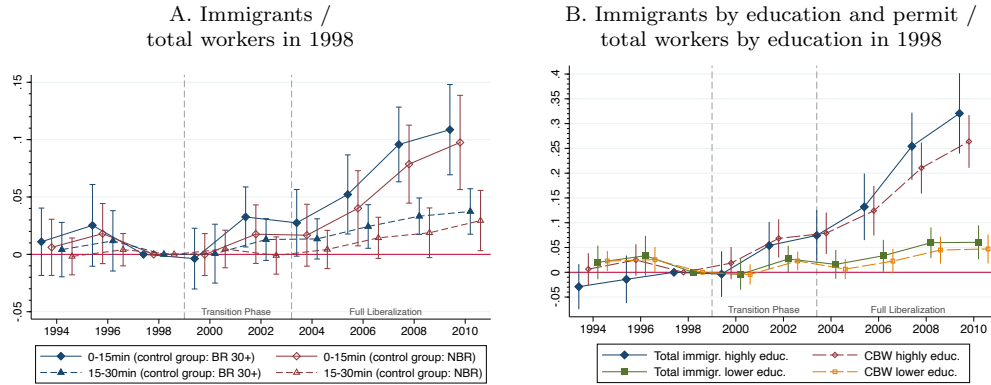 A. Immigrants /
total workers in 1998
.15
.1
.05
0
-.05
Transition Phase
Full Liberalization
1994 1996 1998 2000 2002 2004 2006 2008 2010
0-15min (control group: BR 30+)
0-15min (control group: NBR)
15-30min (control group: BR 30+)
15-30min (control group: NBR)
B. Immigrants by education and permit /
total workers by education in 1998
.4
.35
.3
.25
.2
.15
.1
.05
0
-.05
Transition Phase
Full Liberalization
1994 1996 1998 2000 2002 2004 2006 2008 2010
Total immigr. highly educ.
CBW highly educ.
Total immigr. lower educ.
CBW lower educ.